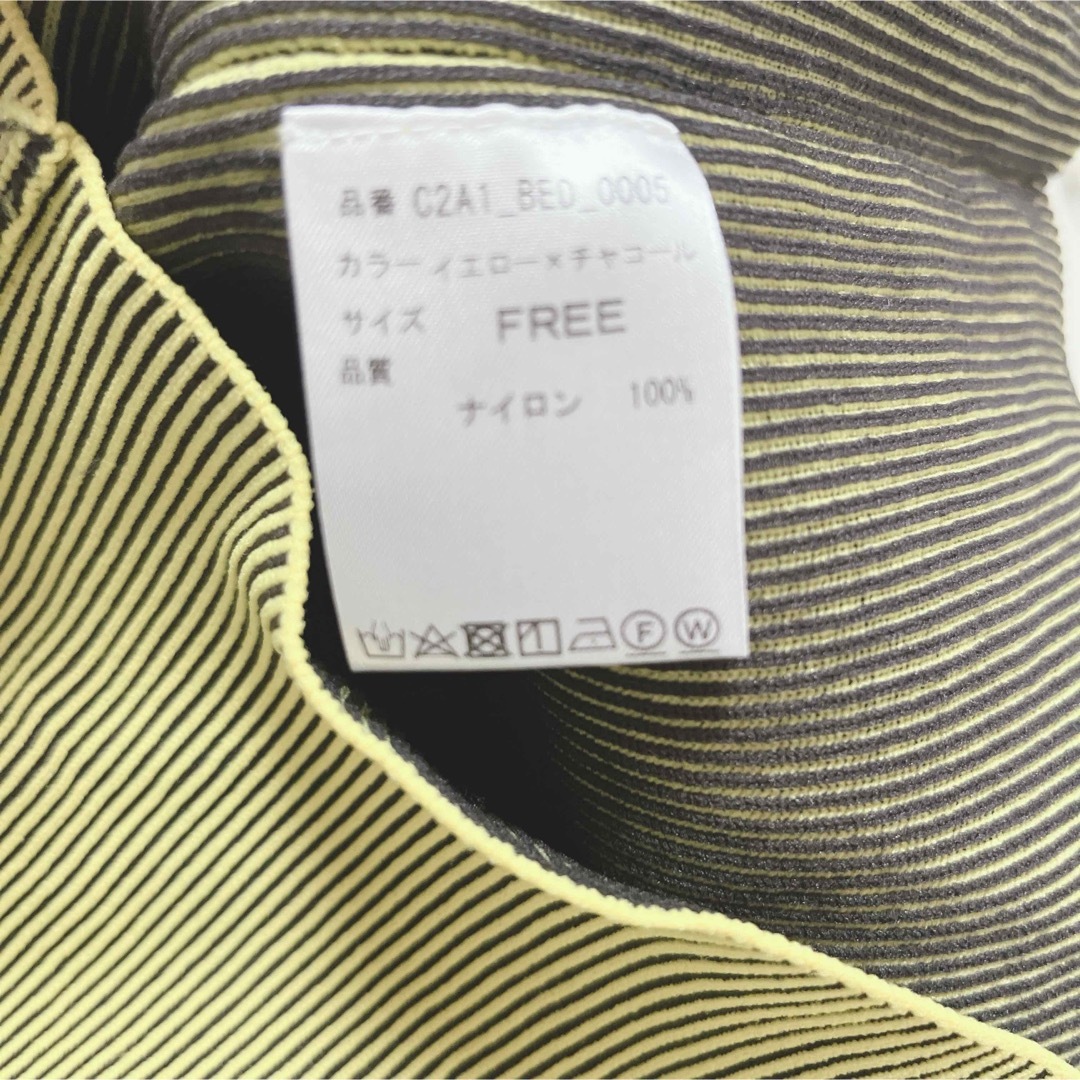 品番 C2A1_BED_0005
カラー イエロー×チャコール
サイズ FREE
品質
ナイロン 100%
F W